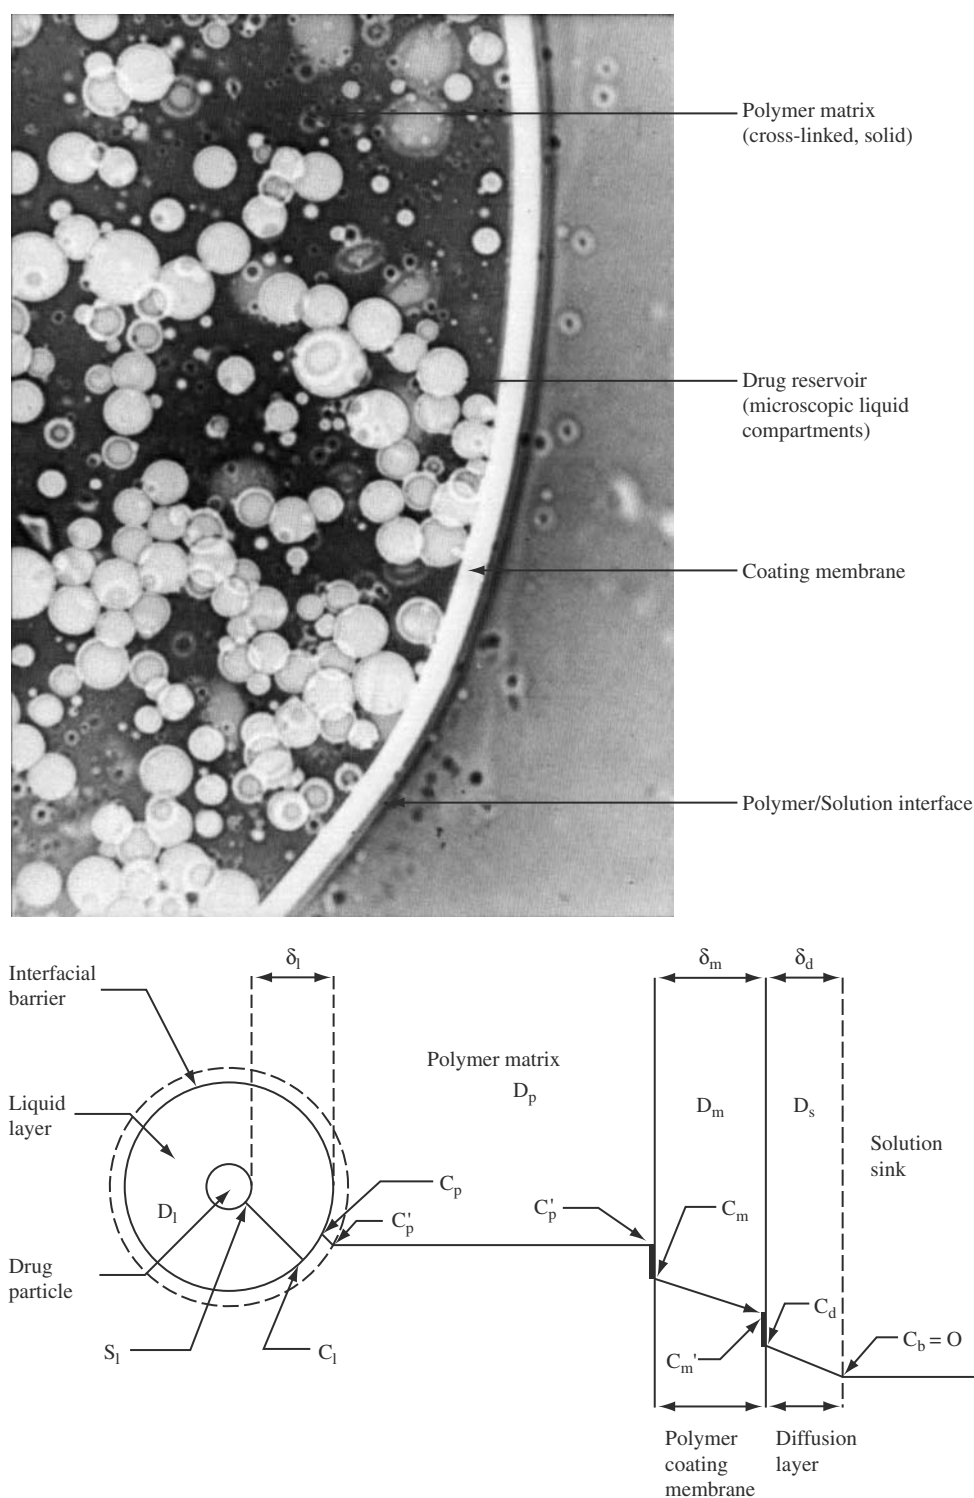 Polymer matrix
(cross-linked, solid)
Drug reservoir
(microscopic liquid
compartments)
Coating membrane
Polymer/Solution interface
δl
δm
δd
Interfacial
barrier
Polymer matrix
Dp
Liquid
layer
Dm
Ds
Solution
sink
Cp
Cp'
Cp'
Cm
Dl
Drug
particle
Cd
Sl
Cl
Cm'
Cb = O
Polymer
coating
membrane
Diffusion
layer